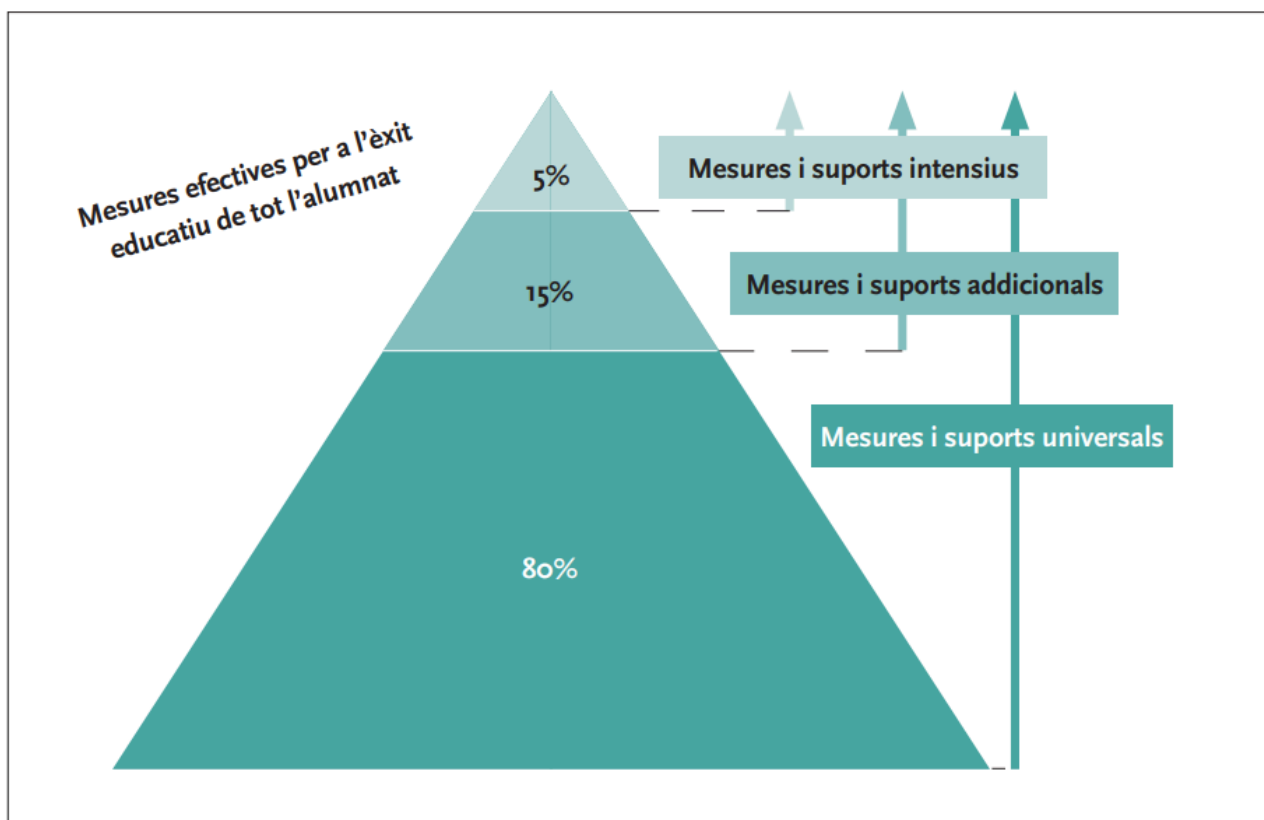 Mesures efectives per a l’èxit
educatiu de tot l’alumnat
5%
Mesures i suports intensius
Mesures i suports addicionals
15%
Mesures i suports universals
80%